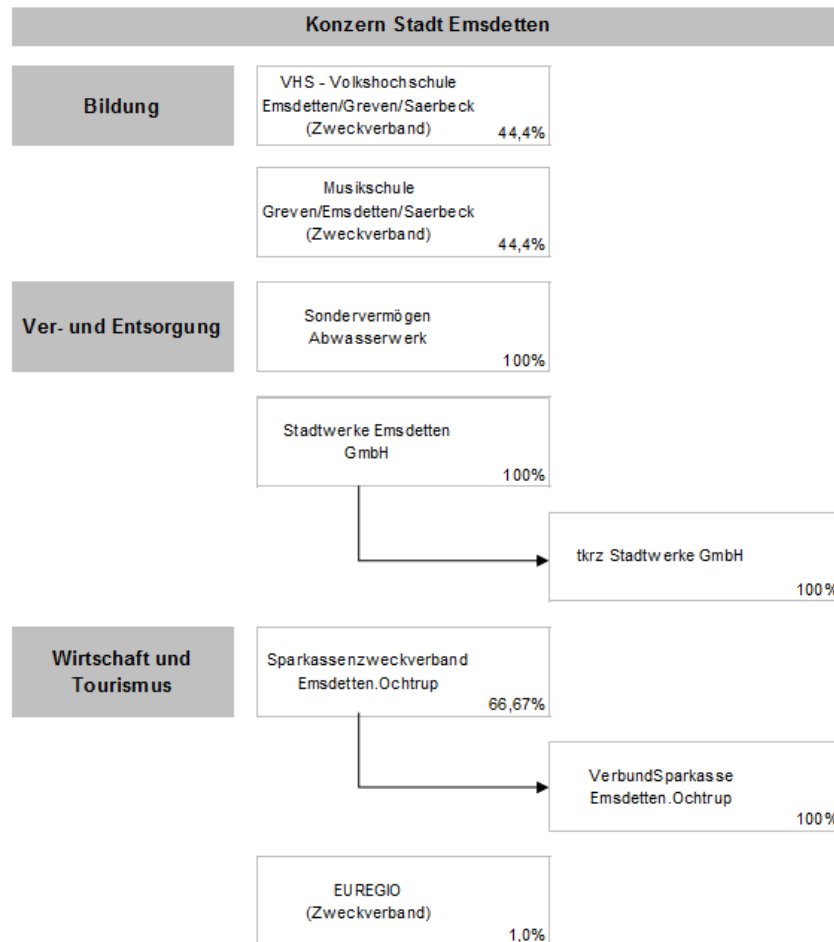 Konzern Stadt Emsdetten
Bildung
VHS - Volkshochschule
Emsdetten/Greven/Saerbeck
(Zweckverband)
44,4%
Musikschule
Greven/Emsdetten/Saerbeck
(Zweckverband)
44,4%
Ver- und Entsorgung
Sondervermögen
Abwasserwerk
100%
Stadtwerke Emsdetten
GmbH
100%
tkrz Stadtwerke GmbH
100%
Wirtschaft und
Tourismus
Sparkassenzweckverband
Emsdetten.Ochtrup
66,67%
VerbundSparkasse
Emsdetten.Ochtrup
100%
EUREGIO
(Zweckverband)
1,0%